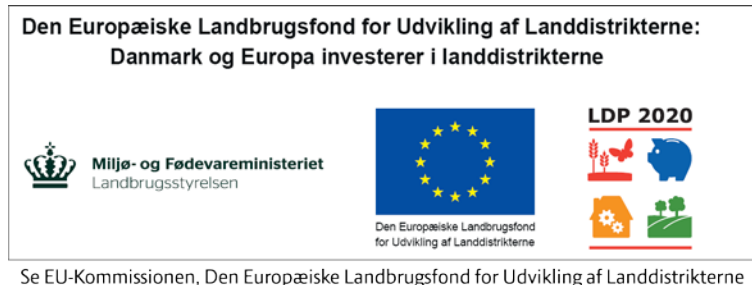 Den Europæiske Landbrugsfond for Udvikling af Landdistrikterne:
Danmark og Europa investerer i landdistrikterne
LDP 2020
Miljø- og Fødevareministeriet
Landbrugsstyrelsen
Den Europæiske Landbrugsfond
for Udvikling af Landdistrikterne
Se EU-Kommissionen, Den Europæiske Landbrugsfond for Udvikling af Landdistrikterne